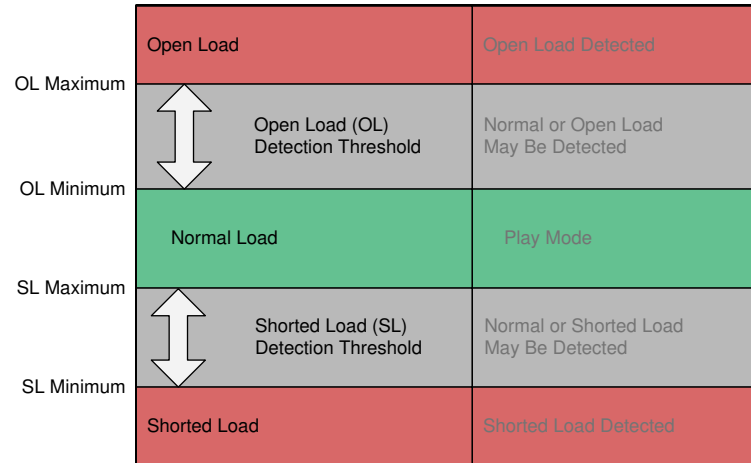 Open Load
Open Load Detected
OL Maximum
Open Load (OL)
Detection Threshold
Normal or Open Load
May Be Detected
OL Minimum
Normal Load
Play Mode
SL Maximum
Shorted Load (SL)
Detection Threshold
Normal or Shorted Load
May Be Detected
SL Minimum
Shorted Load
Shorted Load Detected